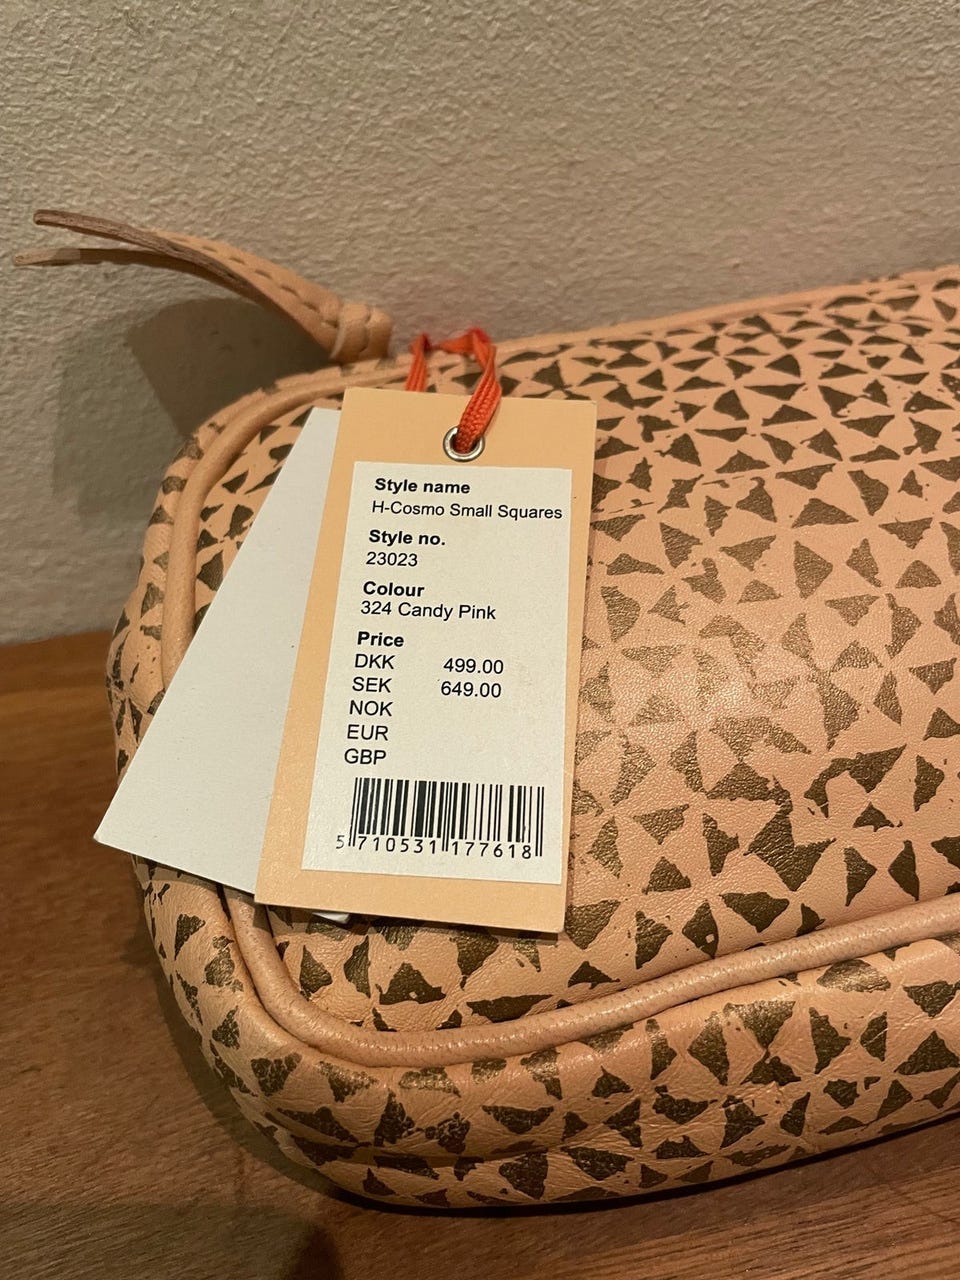 Style name
H-Cosmo Small Squares
Style no.
23023
Colour
324 Candy Pink
Price
DKK 499.00
SEK 649.00
NOK
EUR
GBP
5 710531 177618